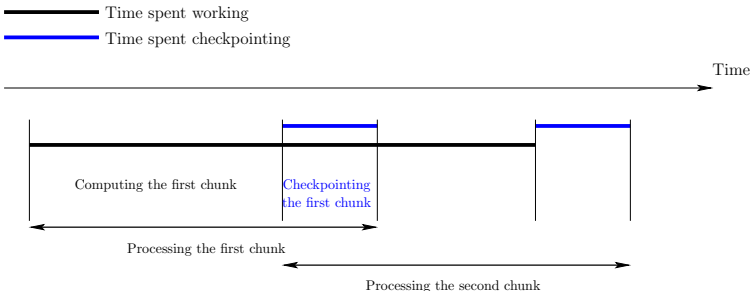 Time spent working
Time spent checkpointing
Time
Computing the first chunk
Checkpointing
the first chunk
Processing the first chunk
Processing the second chunk